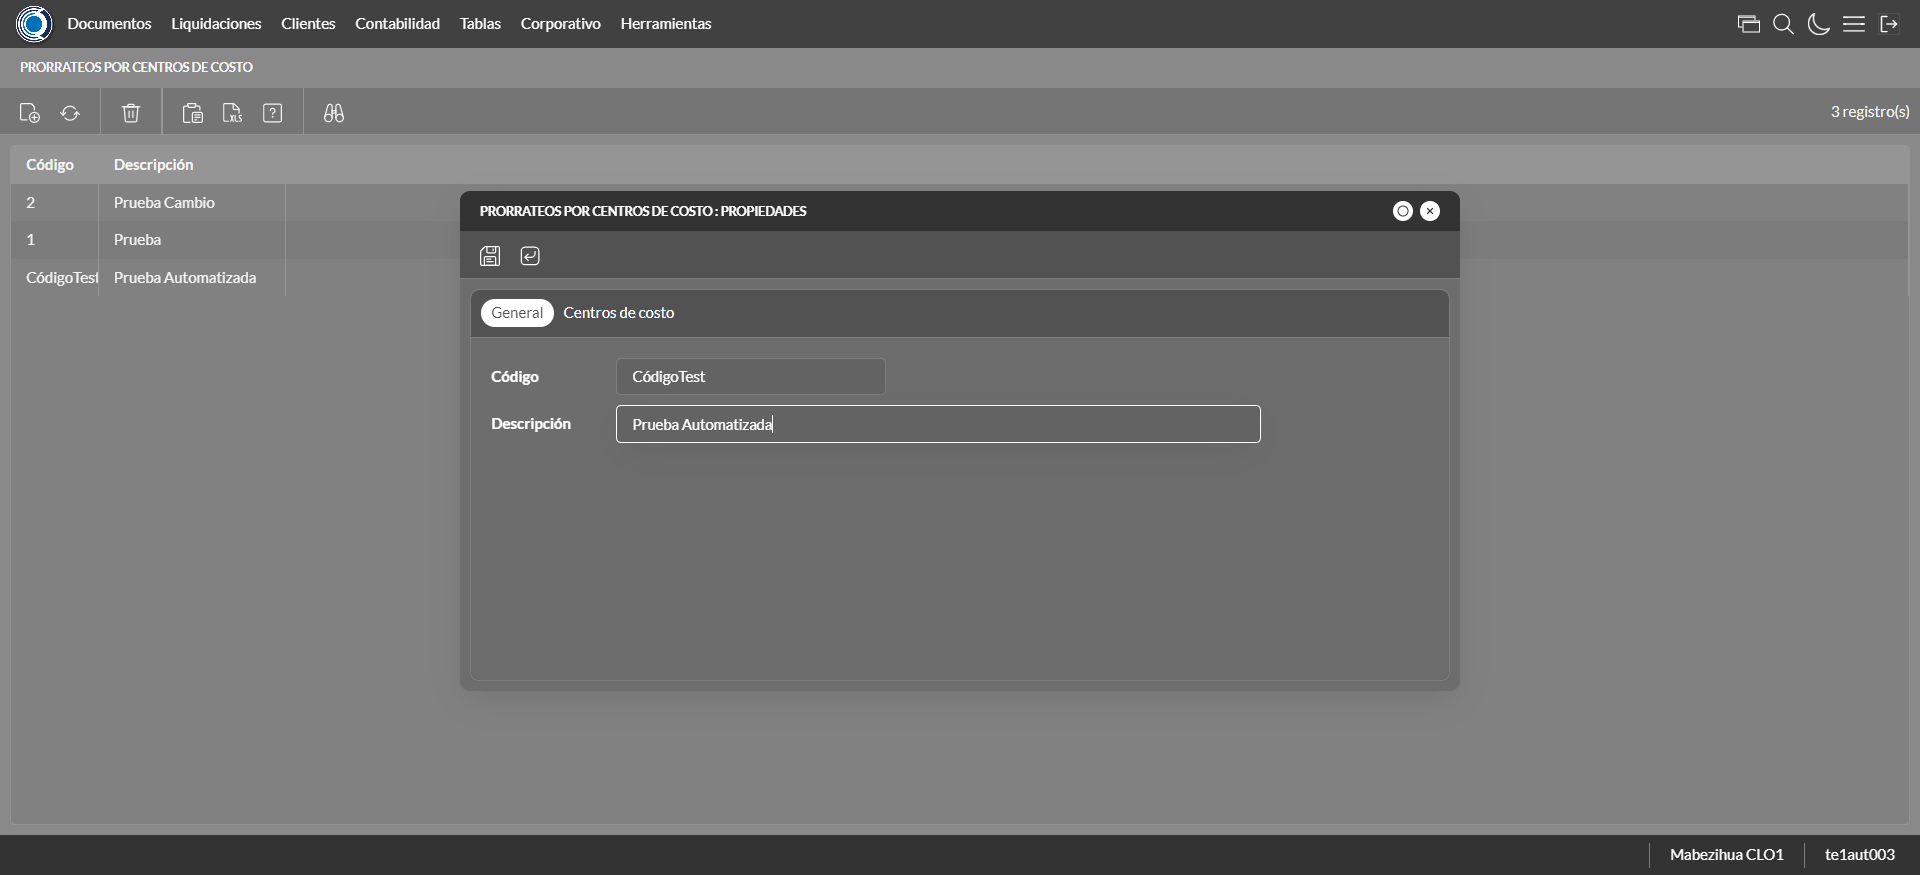 Documentos Liquidaciones Clientes Contabilidad Tablas Corporativo Herramientas
PRORRATEOS POR CENTROS DE COSTO
XLS ?
3 registro(s)
Código Descripción
2 Prueba Cambio
1 Prueba
CódigoTest Prueba Automatizada
PRORRATEOS POR CENTROS DE COSTO : PROPIEDADES
General Centros de costo
Código CódigoTest
Descripción Prueba Automatizada
Mabezihua CLO1 te1aut003